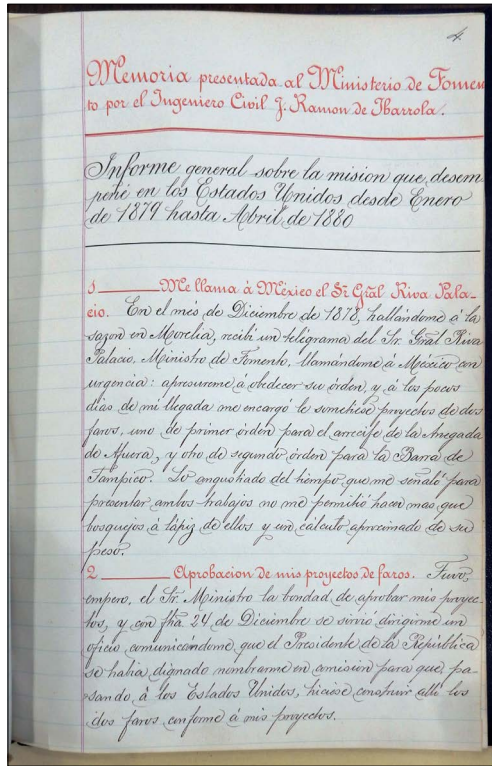 4.
Memoria presentada al Ministerio de Fomen
to por el Ingeniero Civil J. Ramon de Ibarrola.
Informe general sobre la mision que desem
peñé en los Estados Unidos desde Enero
de 1879 hasta Abril de 1880
1 ______ Me llama à México el Sr Gral Riva Pala-
cio. En el més de Diciembre de 1878, hallándome á la
sazon en Morelia, recibí un telégrama del Sr. Gral Riva
Palacio, Ministro de Fomento, llamándome á México con
urgencia: apresureme á obedecer su órden, y á los pocos
dias de mi llegada me encargó le sometiese proyectos de dos
faros, uno de primer órden para el arrecife de la Anegada
de Afuera, y otro de segundo órden para la Barra de
Tampico. Lo angustiado del tiempo que me señaló para
presentar ambos trabajos no me permitió hacer mas que
bosquejos á lápiz de ellos y un cálculo aproximado de su
peso.
2 ______ Aprobacion de mis proyectos de faros. Tuvo,
empero, el Sr. Ministro la bondad de aprobar mis proyec-
tos, y con fha 24 de Diciembre se sirvió dirigirme un
oficio comunicándome que el Presidente de la República
se habia dignado nombrarme en comision para que, pa-
sando à los Estados Unidos, hiciese construir allí los
dos faros conforme á mis proyectos.